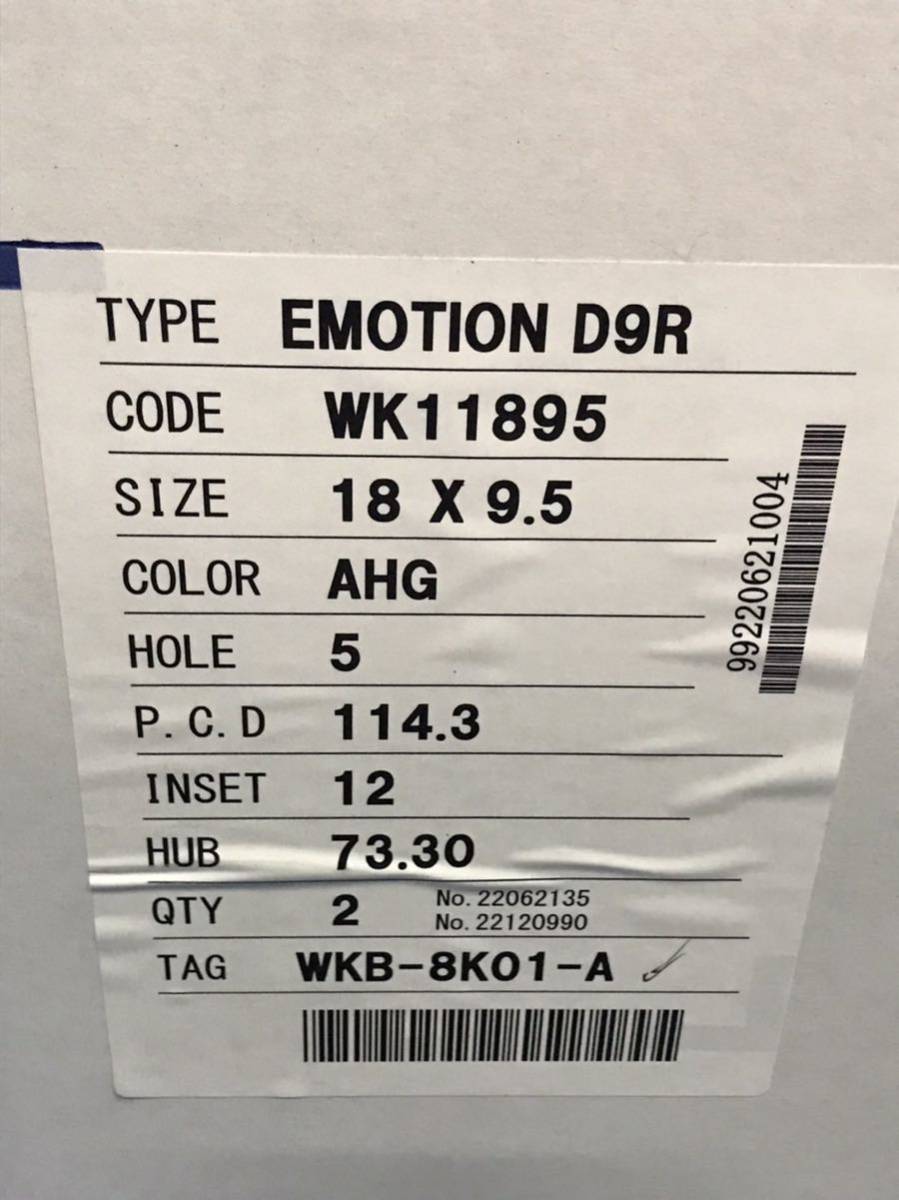 TYPE EMOTION D9R
CODE WK11895
SIZE 18 X 9.5
COLOR AHG
HOLE 5
P.C.D 114.3
INSET 12
HUB 73.30
QTY 2 No. 22062135
No. 22120990
TAG WKB-8K01-A
99220621004